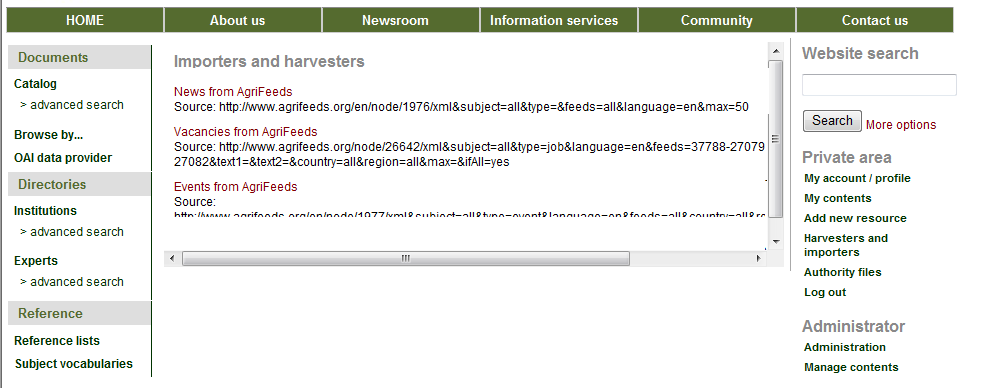 HOME About us Newsroom Information services Community Contact us
Documents
Catalog
> advanced search
Browse by...
OAI data provider
Directories
Institutions
> advanced search
Experts
> advanced search
Reference
Reference lists
Subject vocabularies
Importers and harvesters
News from AgriFeeds
Source: http://www.agrifeeds.org/en/node/1976/xml&subject=all&type=&feeds=all&language=en&max=50
Vacancies from AgriFeeds
Source: http://www.agrifeeds.org/en/node/26642/xml&subject=all&type=job&language=en&feeds=37788-27079
27082&text1=&text2=&country=all&region=all&max=&ifAll=yes
Events from AgriFeeds
Source:
http://www.agrifeeds.org/en/node/1977/xml&subject=all&type=event&language=en&feeds=all&country=all&re
Website search
Search More options
Private area
My account / profile
My contents
Add new resource
Harvesters and
importers
Authority files
Log out
Administrator
Administration
Manage contents